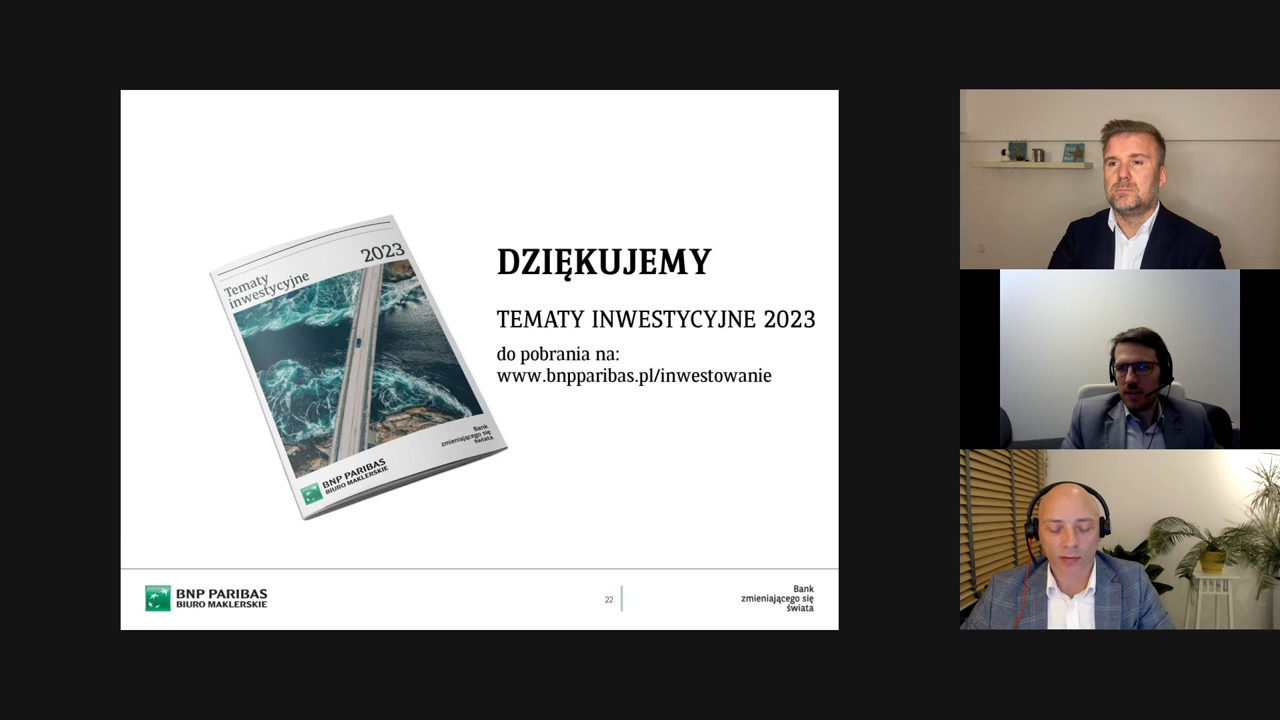 2023
Tematy
inwestycyjne
Bank
zmieniającego się
świata
BNP PARIBAS
BIURO MAKLERSKIE
DZIĘKUJEMY
TEMATY INWESTYCYJNE 2023
do pobrania na:
www.bnpparibas.pl/inwestowanie
BNP PARIBAS
BIURO MAKLERSKIE
22
Bank
zmieniającego się
świata